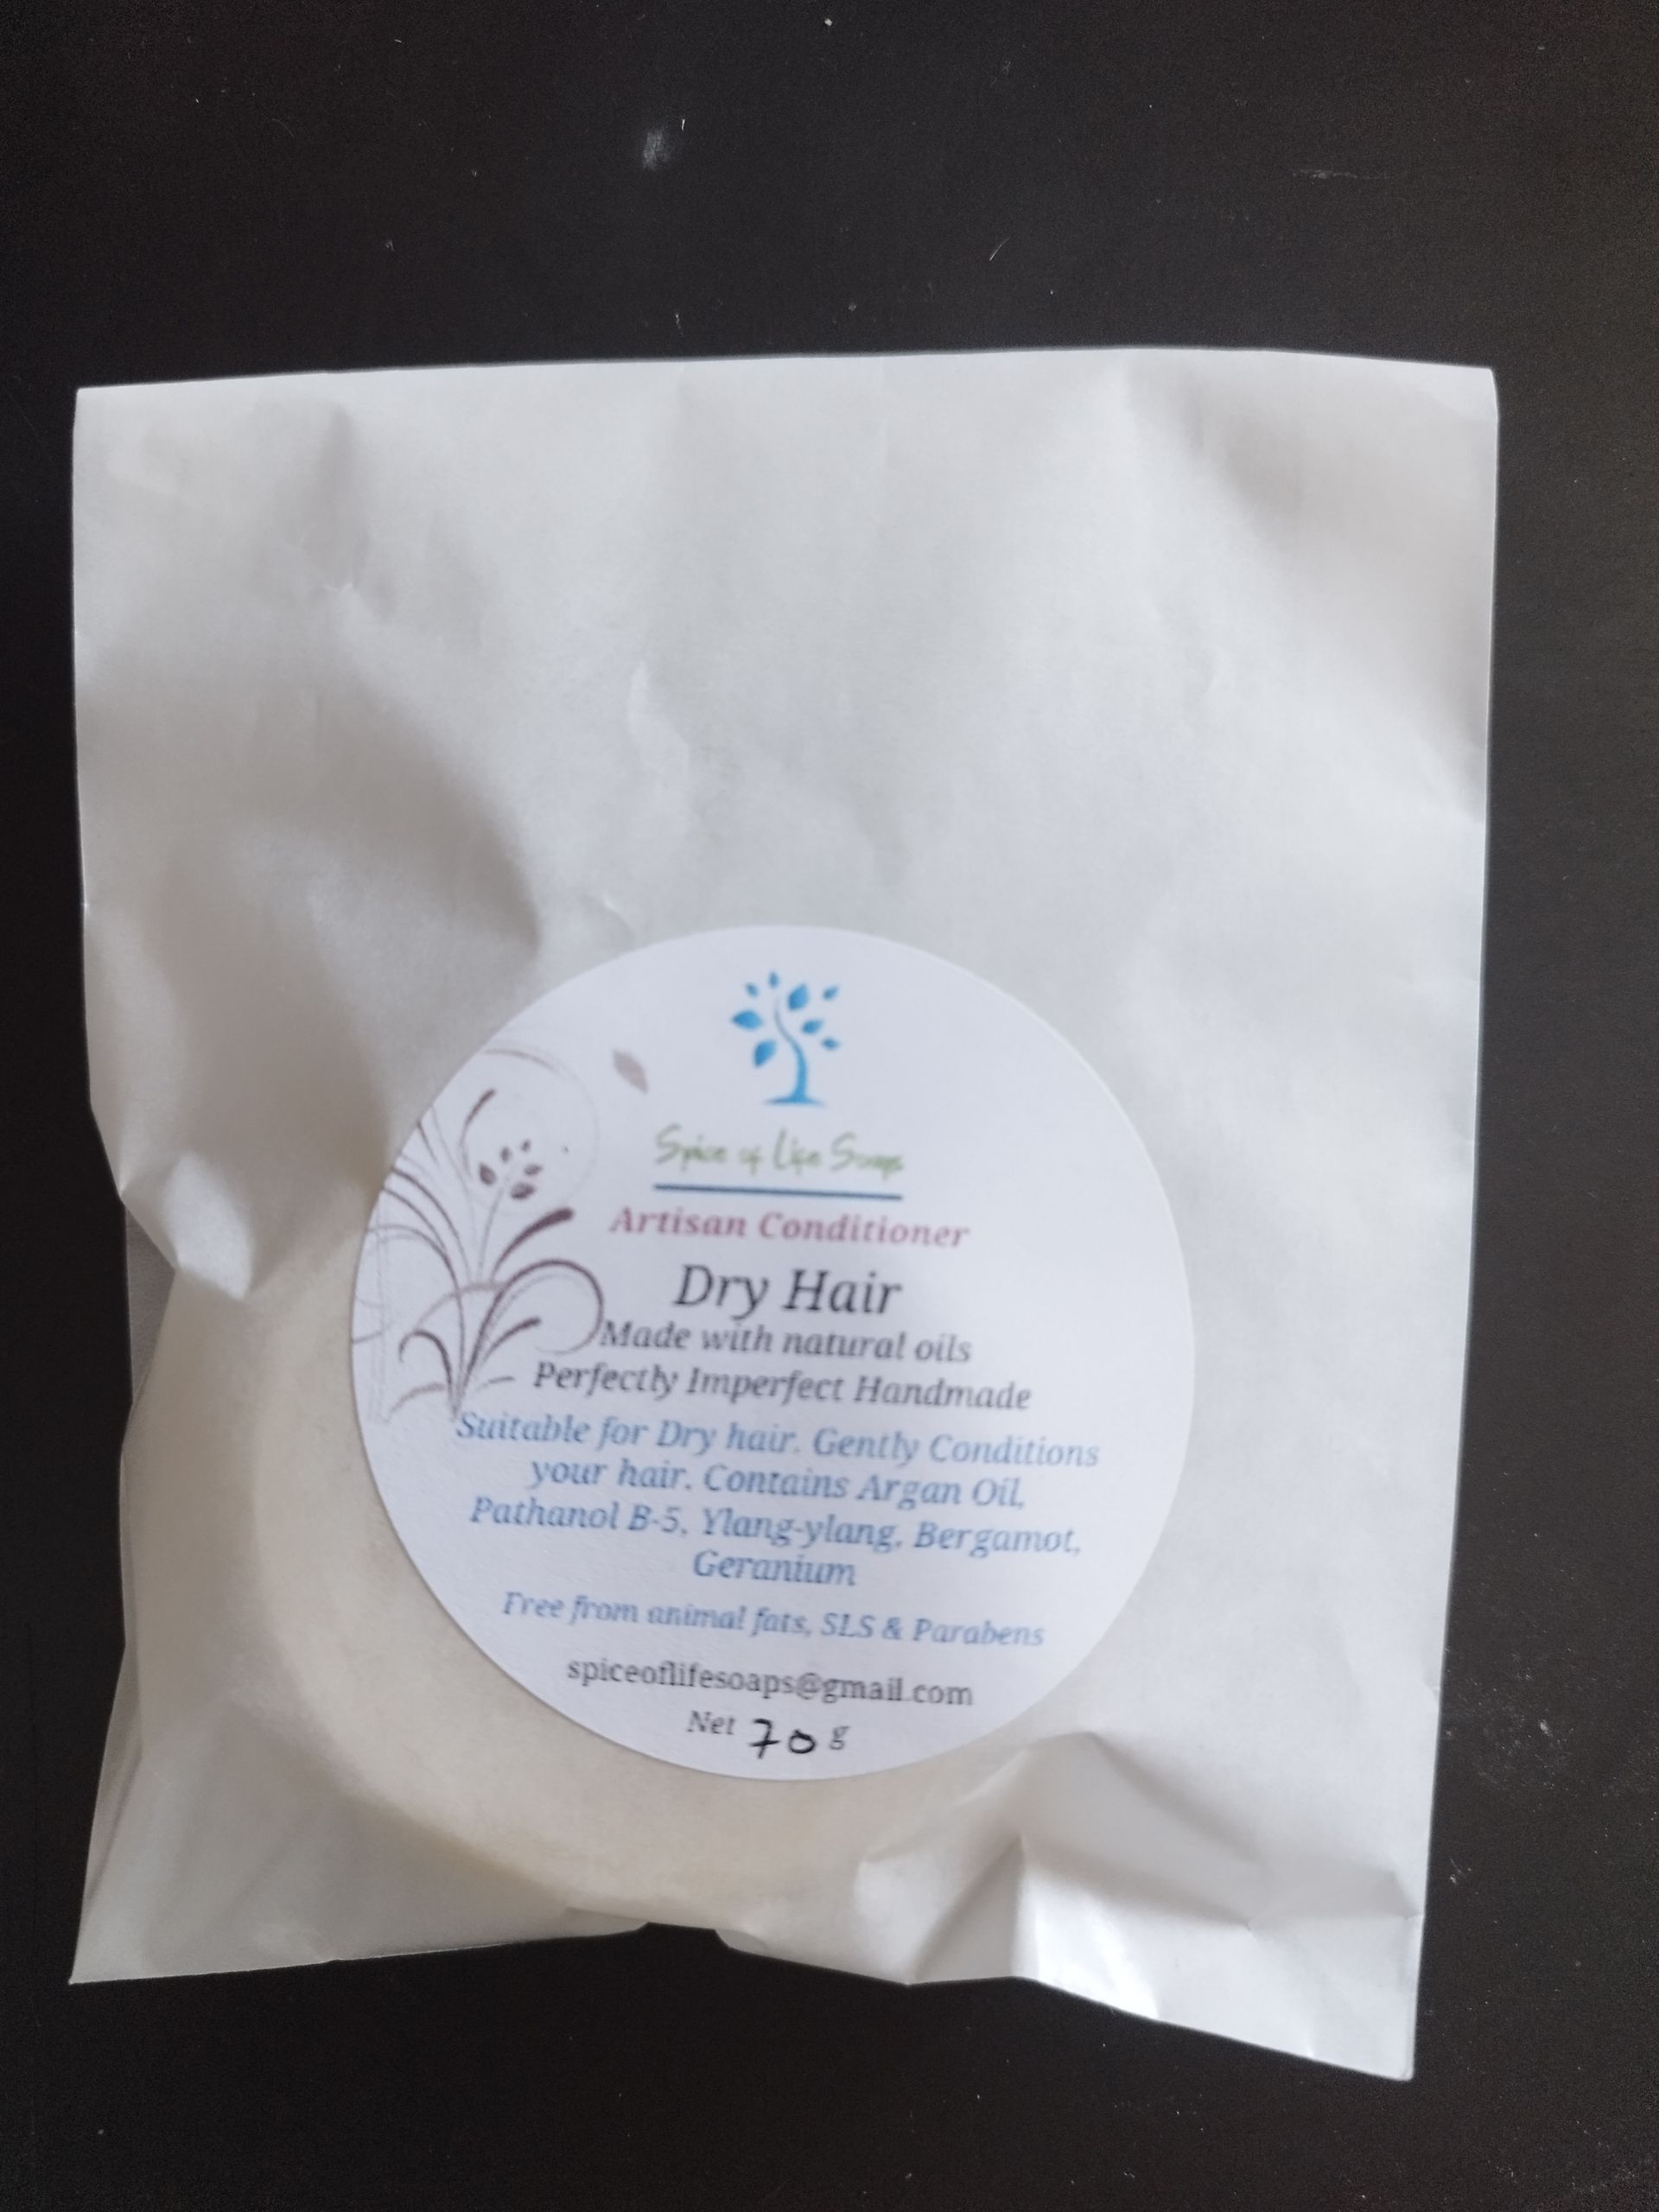 Spice of Life Soaps
Artisan Conditioner
Dry Hair
Made with natural oils
Perfectly Imperfect Handmade
Suitable for Dry hair. Gently Conditions
your hair. Contains Argan Oil,
Pathanol B-5, Ylang-ylang, Bergamot,
Geranium
Free from animal fats, SLS & Parabens
spiceoflifesoaps@gmail.com
Net 70 g